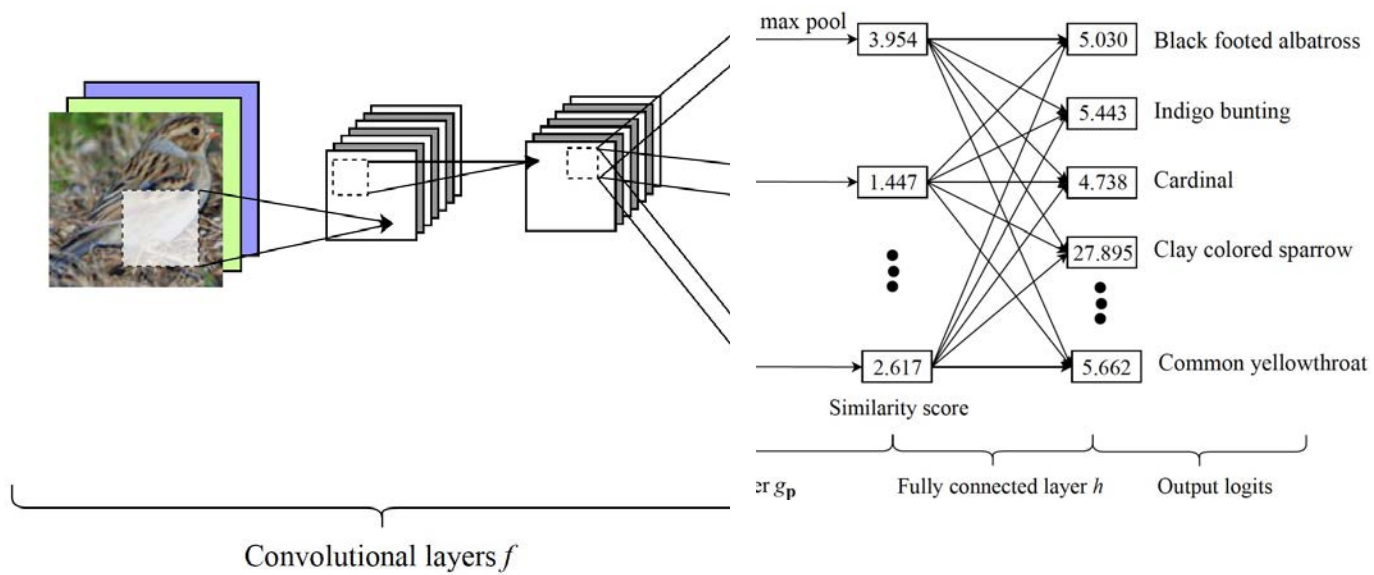 max pool
3.954
5.030
Black footed albatross
5.443
Indigo bunting
1.447
4.738
Cardinal
27.895
Clay colored sparrow
2.617
5.662
Common yellowthroat
Similarity score
er g_p
Fully connected layer h
Output logits
Convolutional layers f